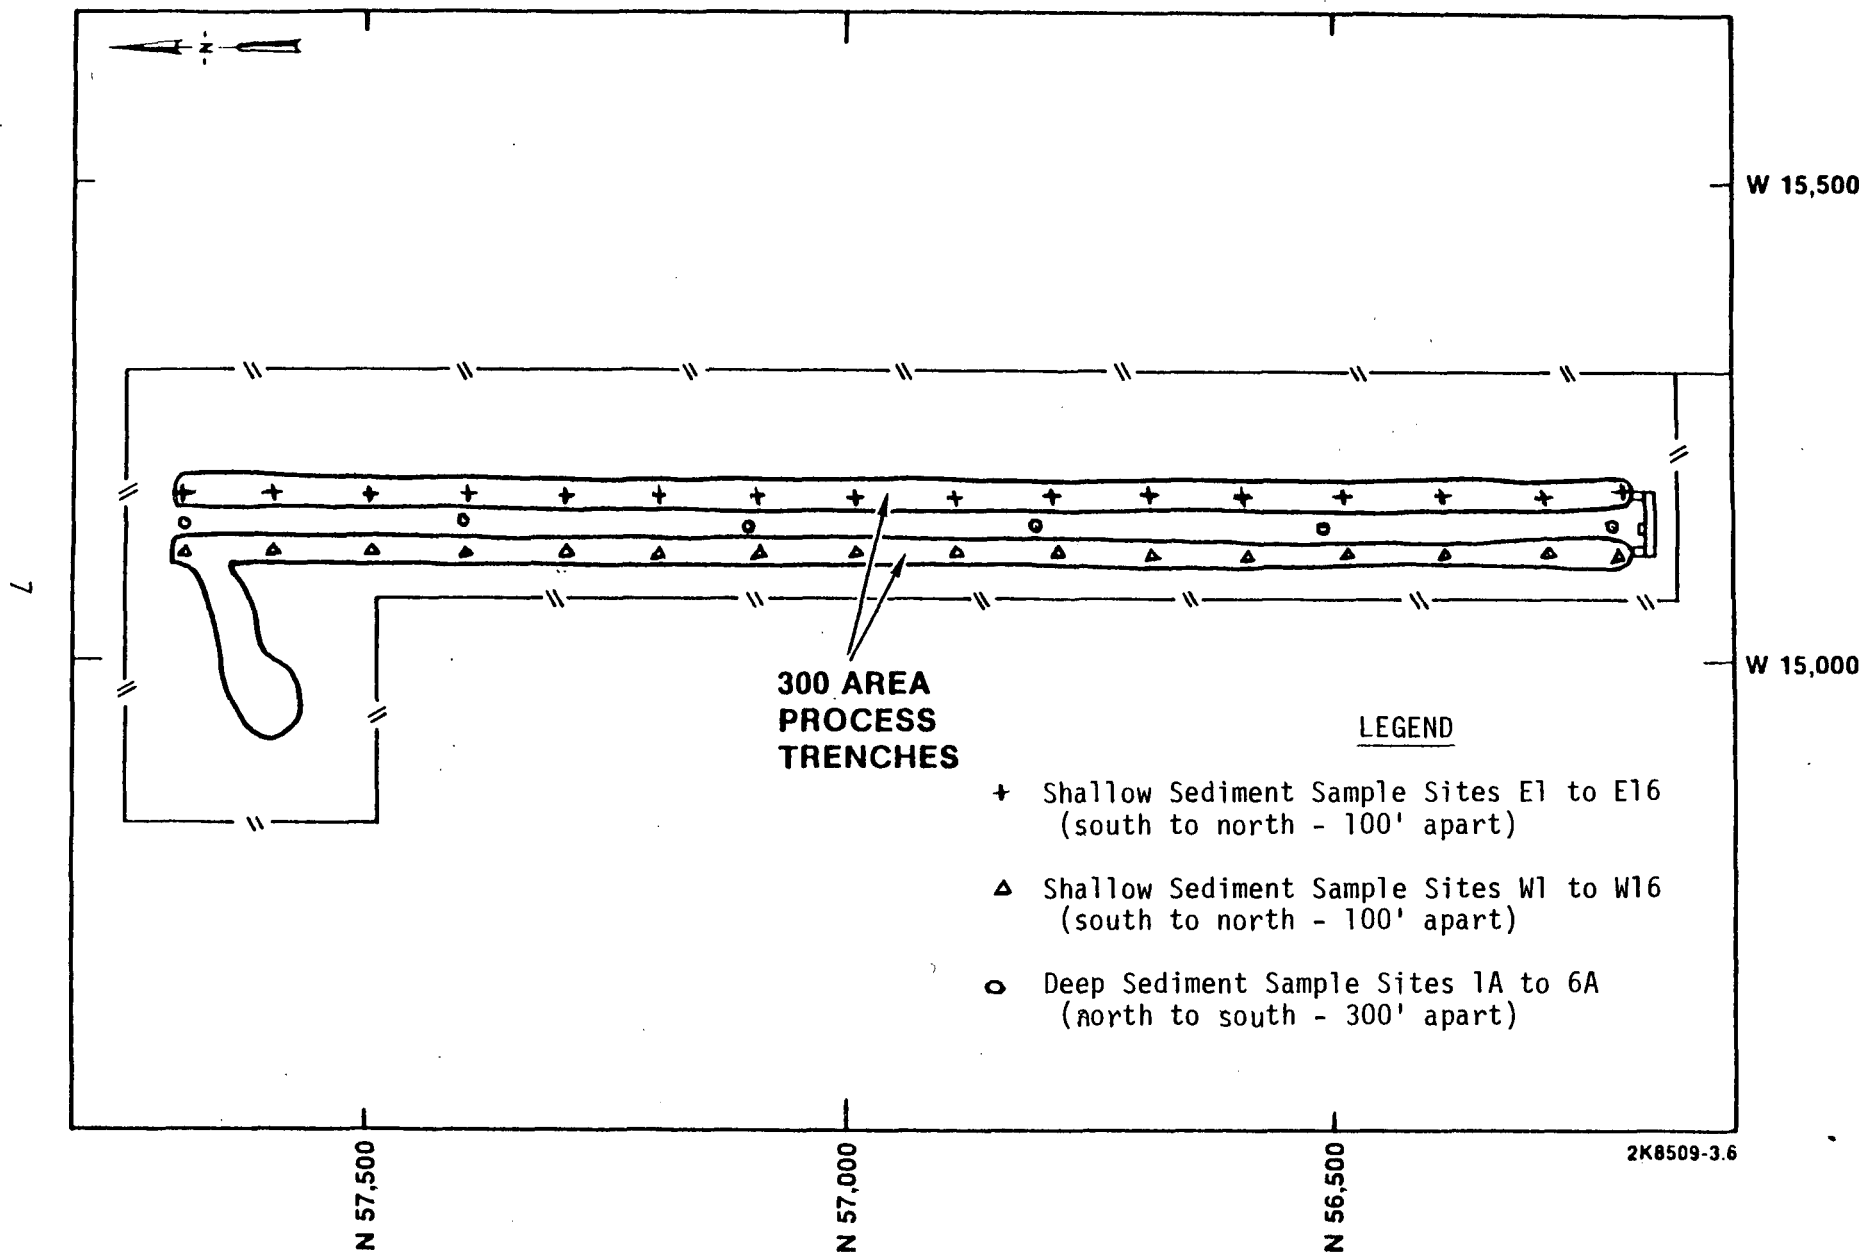 -N-
W 15,500
W 15,000
300 AREA
PROCESS
TRENCHES
LEGEND
+ Shallow Sediment Sample Sites E1 to E16
(south to north - 100' apart)
Δ Shallow Sediment Sample Sites W1 to W16
(south to north - 100' apart)
o Deep Sediment Sample Sites 1A to 6A
(north to south - 300' apart)
2K8509-3.6
N 57,500
N 57,000
N 56,500
7